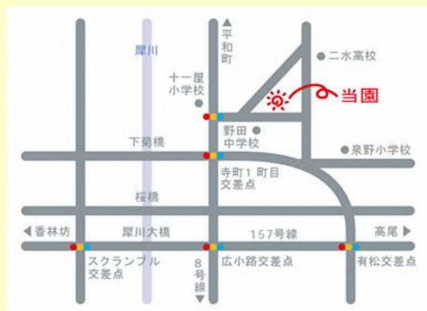 ▲平和町
犀川
二水高校
十一屋
小学校
当園
野田
中学校
下菊橋
泉野小学校
寺町1町目
交差点
桜橋
◀香林坊
犀川大橋
157号線
高尾▶
スクランブル
交差点
8号線▼
広小路交差点
有松交差点